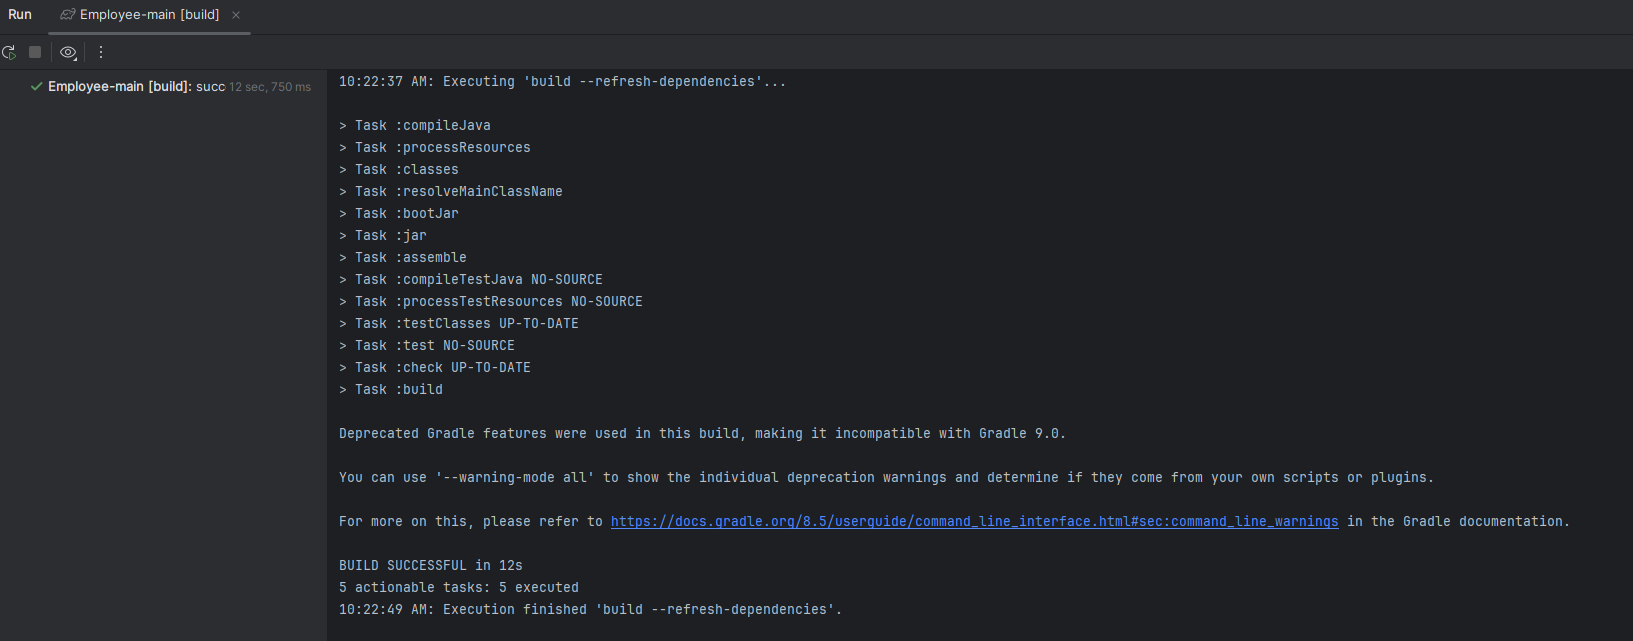 Run
Employee-main [build]
Employee-main [build]: succ 12 sec, 750 ms
10:22:37 AM: Executing 'build --refresh-dependencies'...
> Task :compileJava
> Task :processResources
> Task :classes
> Task :resolveMainClassName
> Task :bootJar
> Task :jar
> Task :assemble
> Task :compileTestJava NO-SOURCE
> Task :processTestResources NO-SOURCE
> Task :testClasses UP-TO-DATE
> Task :test NO-SOURCE
> Task :check UP-TO-DATE
> Task :build
Deprecated Gradle features were used in this build, making it incompatible with Gradle 9.0.
You can use '--warning-mode all' to show the individual deprecation warnings and determine if they come from your own scripts or plugins.
For more on this, please refer to https://docs.gradle.org/8.5/userguide/command_line_interface.html#sec:command_line_warnings in the Gradle documentation.
BUILD SUCCESSFUL in 12s
5 actionable tasks: 5 executed
10:22:49 AM: Execution finished 'build --refresh-dependencies'.